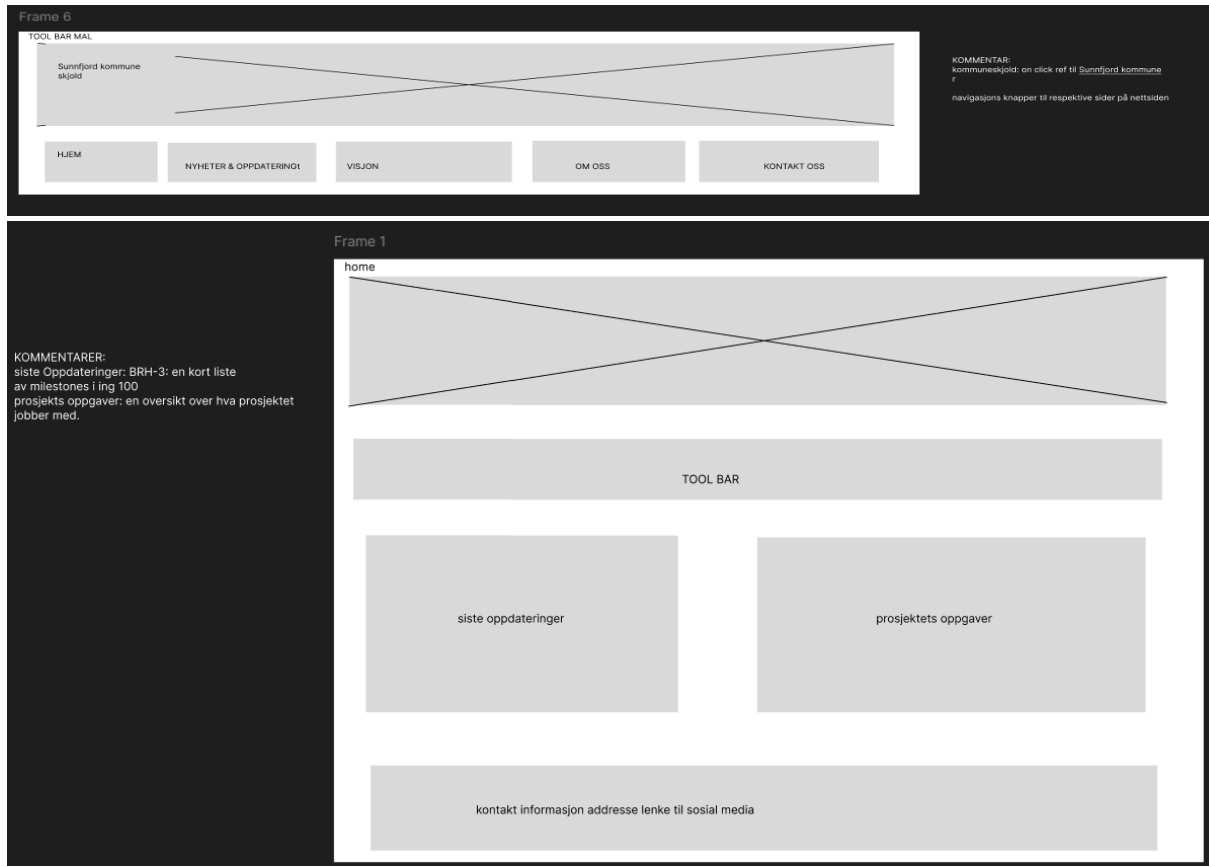 Frame 6
TOOL BAR MAL
Sunnfjord kommune
skjold
HJEM
NYHETER & OPPDATERINGt
VISJON
OM OSS
KONTAKT OSS
KOMMENTAR:
kommuneskjold: on click ref til Sunnfjord kommune
r
navigasjons knapper til respektive sider på nettsiden
Frame 1
home
KOMMENTARER:
siste Oppdateringer: BRH-3: en kort liste
av milestones i ing 100
prosjekts oppgaver: en oversikt over hva prosjektet
jobber med.
TOOL BAR
siste oppdateringer
prosjektets oppgaver
kontakt informasjon addresse lenke til sosial media